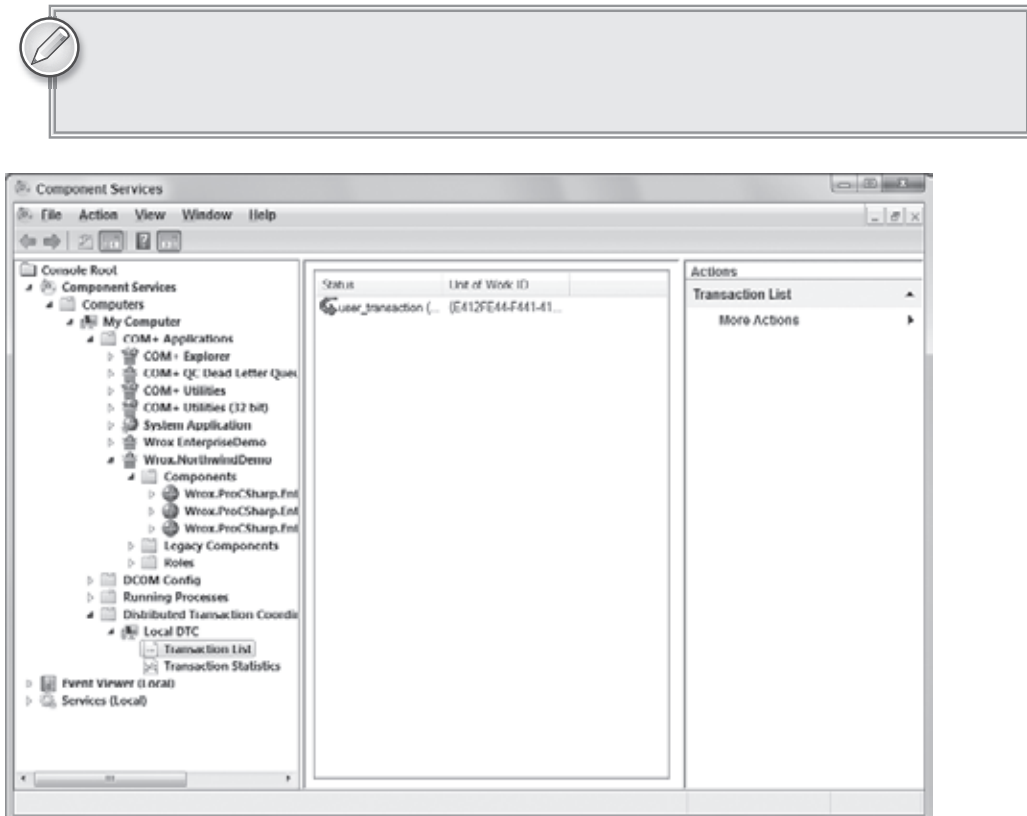 Component Services
File Action View Window Help
Console Root
Component Services
Computers
My Computer
COM+ Applications
COM+ Explorer
COM+ QC Dead Letter Queu
COM+ Utilities
COM+ Utilities (32 bit)
System Application
Wrox EnterpriseDemo
Wrox.NorthwindDemo
Components
Wrox.ProCSharp.Ent
Wrox.ProCSharp.Ent
Wrox.ProCSharp.Ent
Legacy Components
Roles
DCOM Config
Running Processes
Distributed Transaction Coordin
Local DTC
Transaction List
Transaction Statistics
Event Viewer (Local)
Services (Local)
Status Unit of Work ID
user_transaction (... (E412FE44-F441-41...
Actions
Transaction List
More Actions